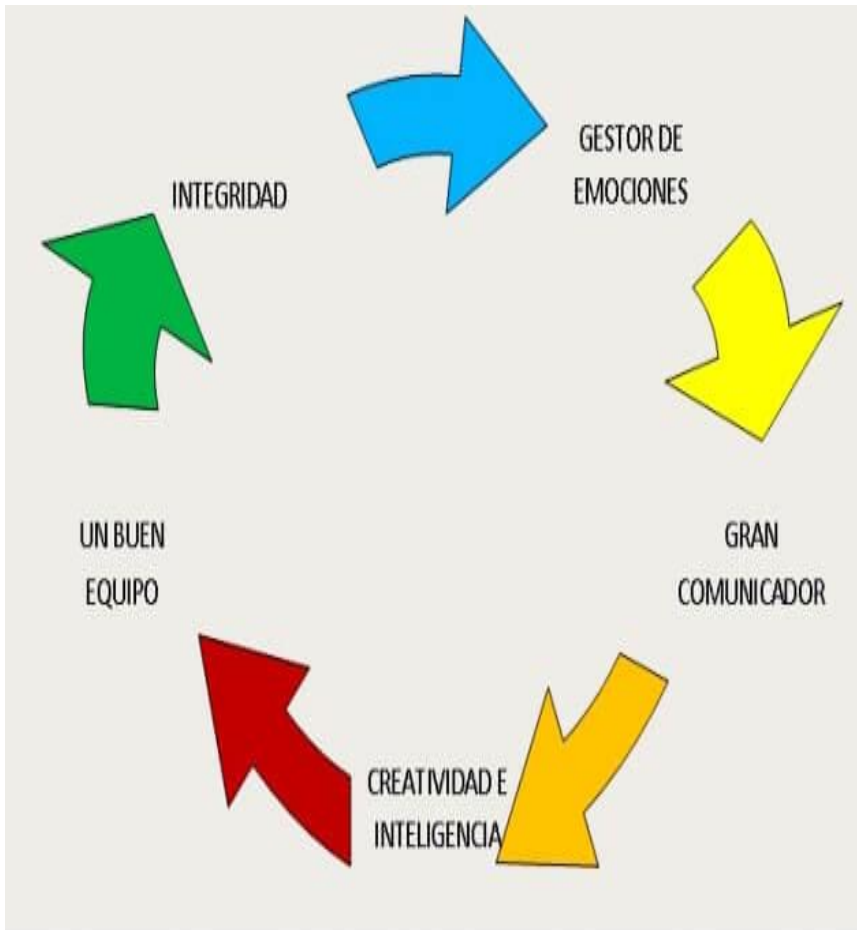 INTEGRIDAD
GESTOR DE
EMOCIONES
GRAN
COMUNICADOR
CREATIVIDAD E
INTELIGENCIA
UN BUEN
EQUIPO